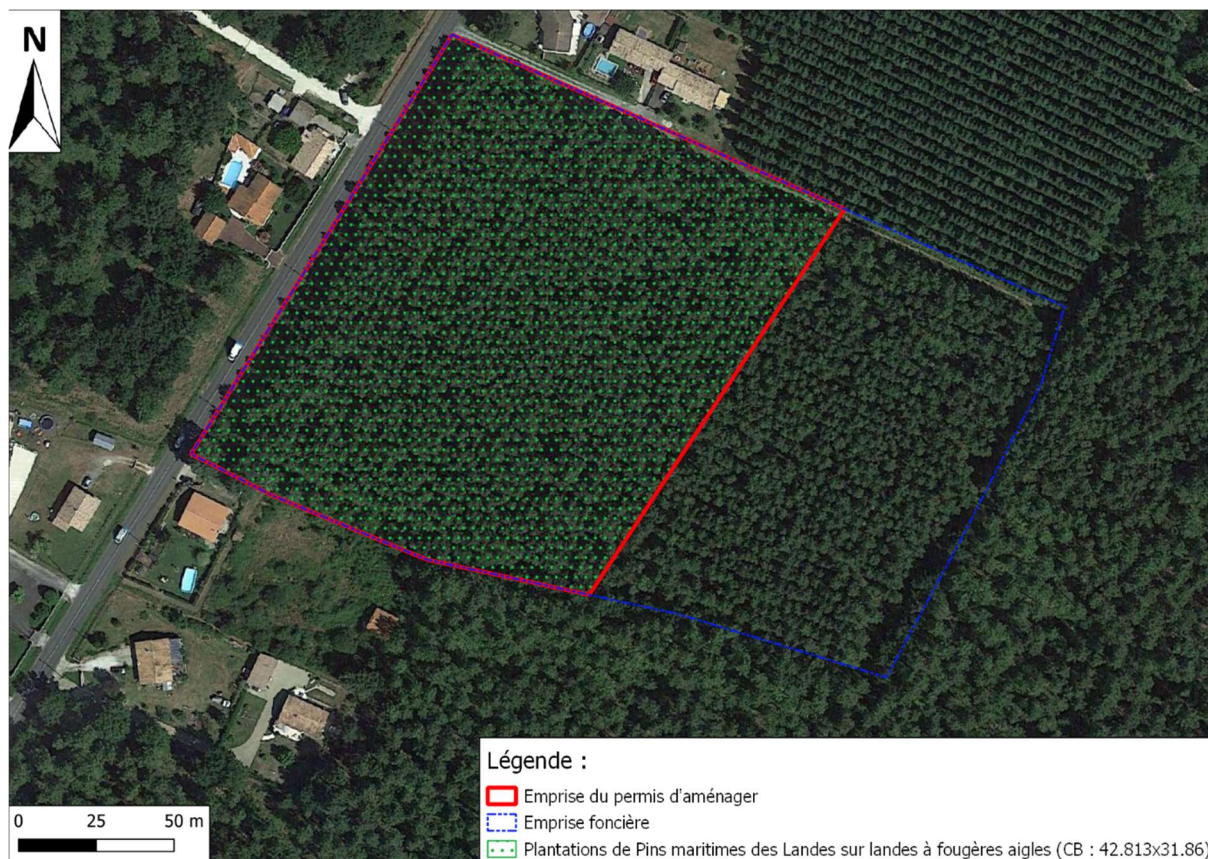 N
Légende :
Emprise du permis d'aménager
Emprise foncière
Plantations de Pins maritimes des Landes sur landes à fougères aigles (CB : 42.813x31.86)
0 25 50 m